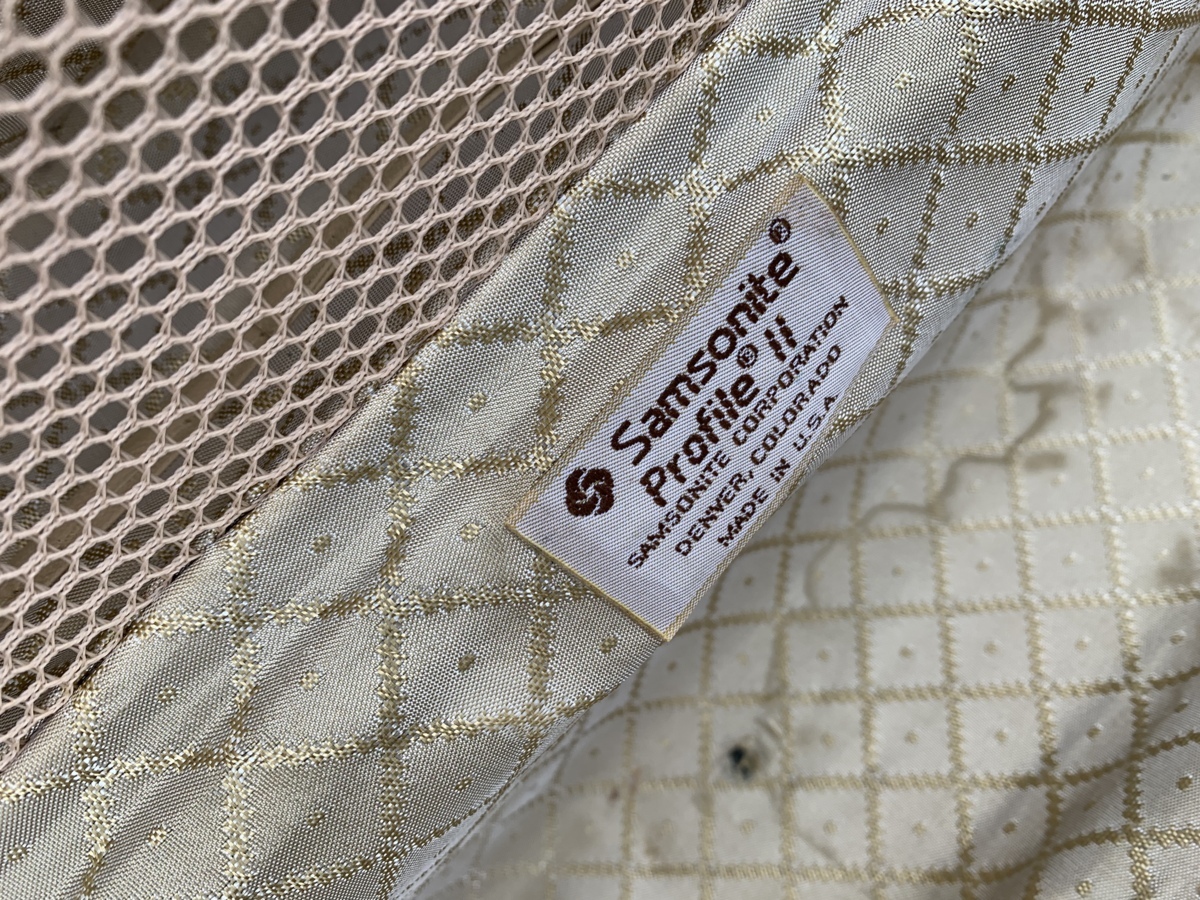 Samsonite®
Profile® II
SAMSONITE CORPORATION
DENVER, COLORADO
MADE IN U.S.A